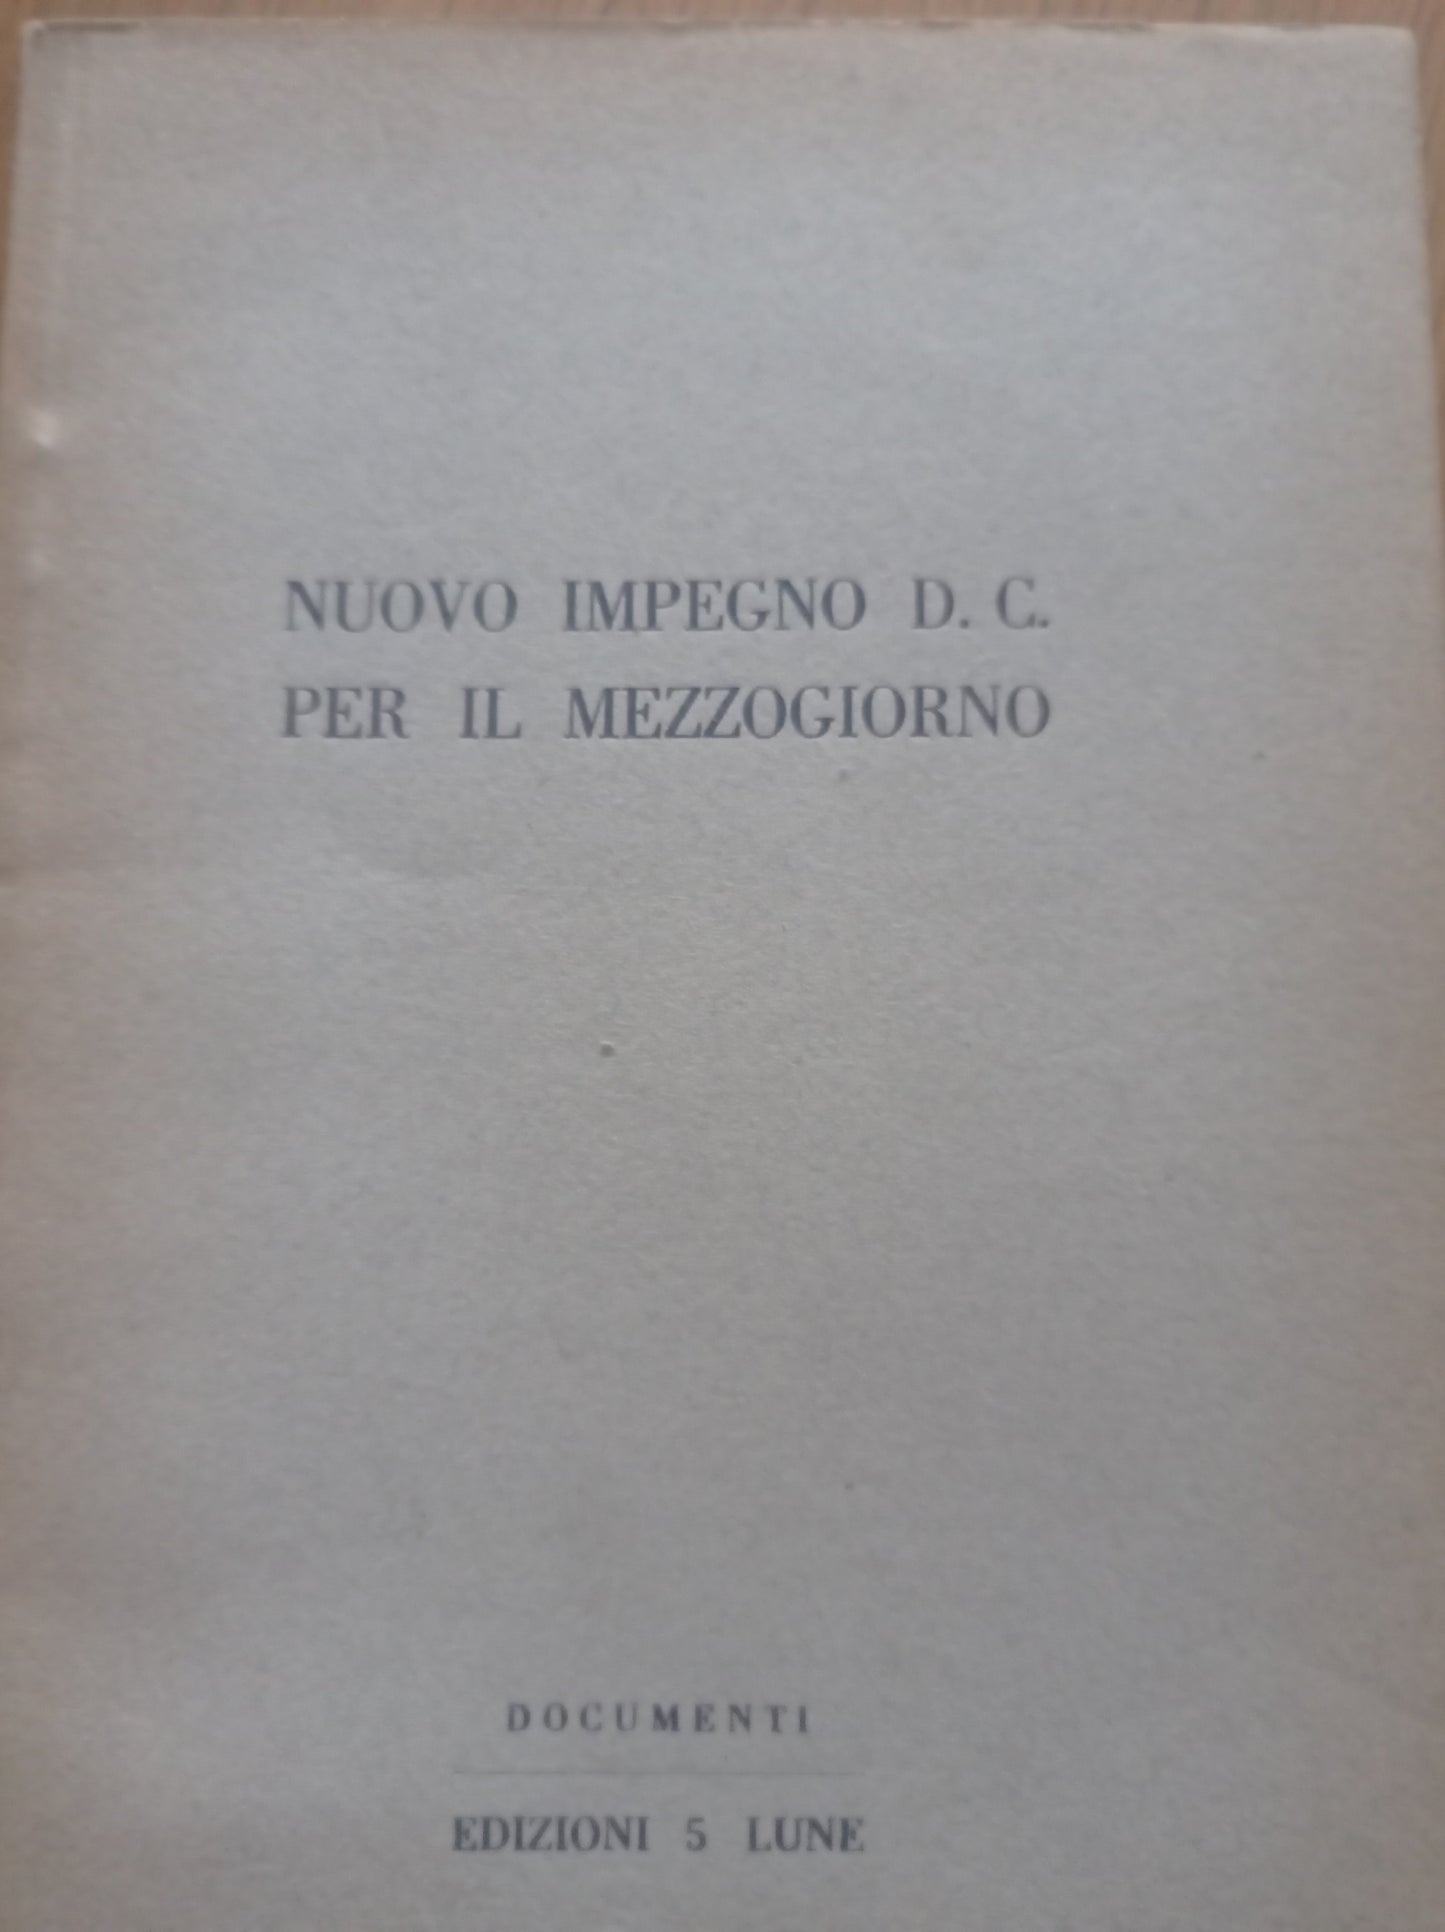 NUOVO IMPEGNO D. C.
PER IL MEZZOGIORNO
DOCUMENTI
EDIZIONI 5 LUNE